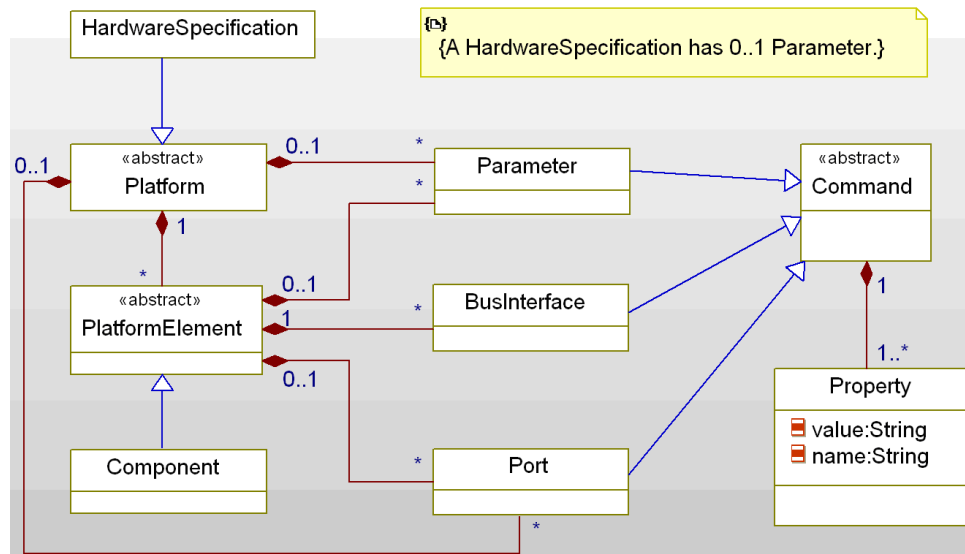 HardwareSpecification
{A HardwareSpecification has 0..1 Parameter.}
0..1
«abstract»
Platform
0..1
*
Parameter
*
«abstract»
Command
1
*
«abstract»
PlatformElement
0..1
1
*
BusInterface
1
0..1
1..*
Property
value:String
name:String
Component
*
Port
*